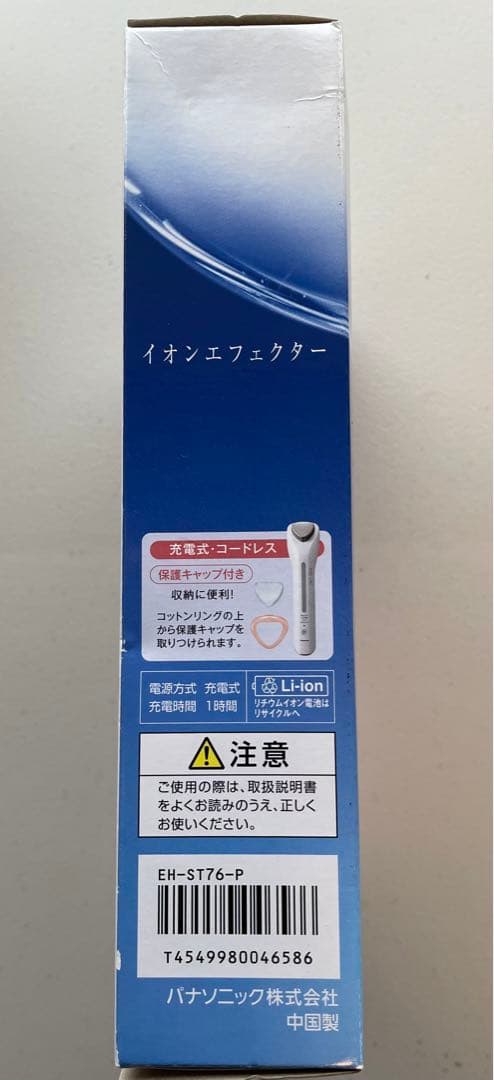 イオンエフェクター
充電式・コードレス
保護キャップ付き
収納に便利!
コットンリングの上
から保護キャップを
取りつけられます。
電源方式 充電式
充電時間 1時間
Li-ion
リチウムイオン電池は
リサイクルへ
注意
ご使用の際は、取扱説明書
をよくお読みのうえ、正しく
お使いください。
EH-ST76-P
T4549980046586
パナソニック株式会社
中国製